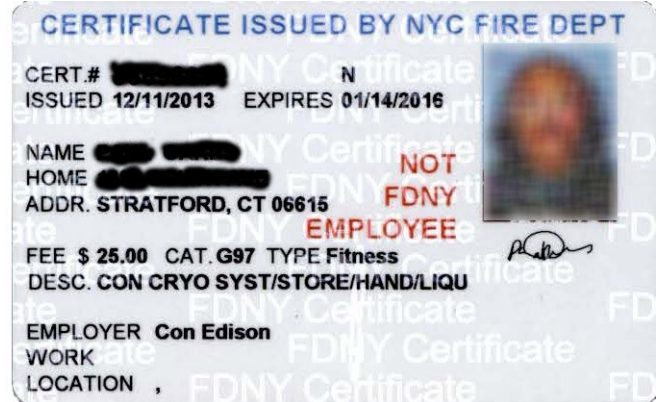 CERTIFICATE ISSUED BY NYC FIRE DEPT
CERT.# N
ISSUED 12/11/2013 EXPIRES 01/14/2016
NAME
HOME
ADDR. STRATFORD, CT 06615
NOT
FDNY
EMPLOYEE
FEE $ 25.00 CAT. G97 TYPE Fitness
DESC. CON CRYO SYST/STORE/HAND/LIQU
EMPLOYER Con Edison
WORK
LOCATION ,
FDNY Certificate